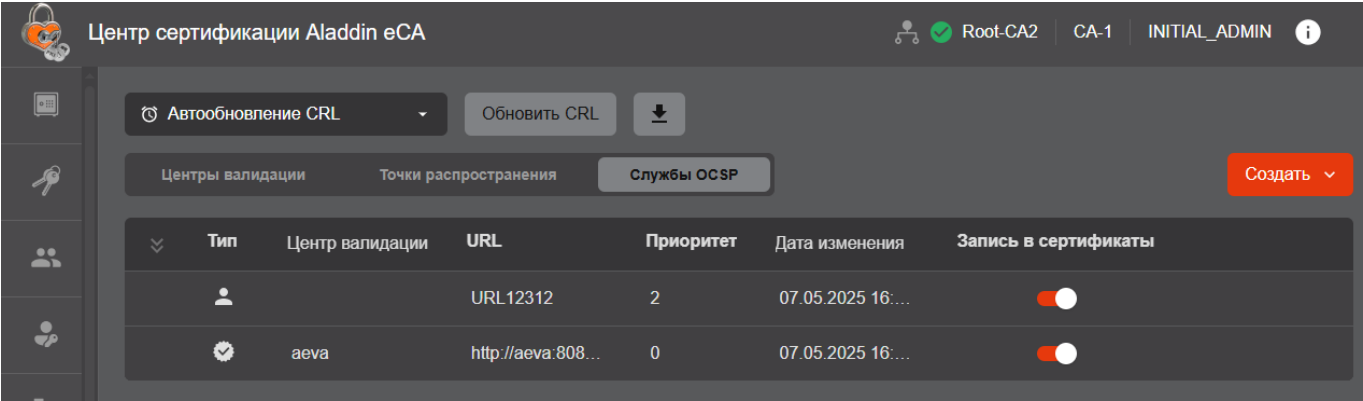 Центр сертификации Aladdin eCA Root-CA2 CA-1 INITIAL_ADMIN
Автообновление CRL Обновить CRL
Центры валидации Точки распространения Службы OCSP Создать
Тип Центр валидации URL Приоритет Дата изменения Запись в сертификаты
URL12312 2 07.05.2025 16:...
aeva http://aeva:808... 0 07.05.2025 16:...